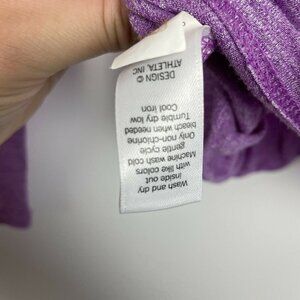 Wash and dry
inside out
with like colors
Machine wash cold
gentle cycle
Only non-chlorine
bleach when needed
Tumble dry low
Cool iron
DESIGN ©
ATHLETA, INC